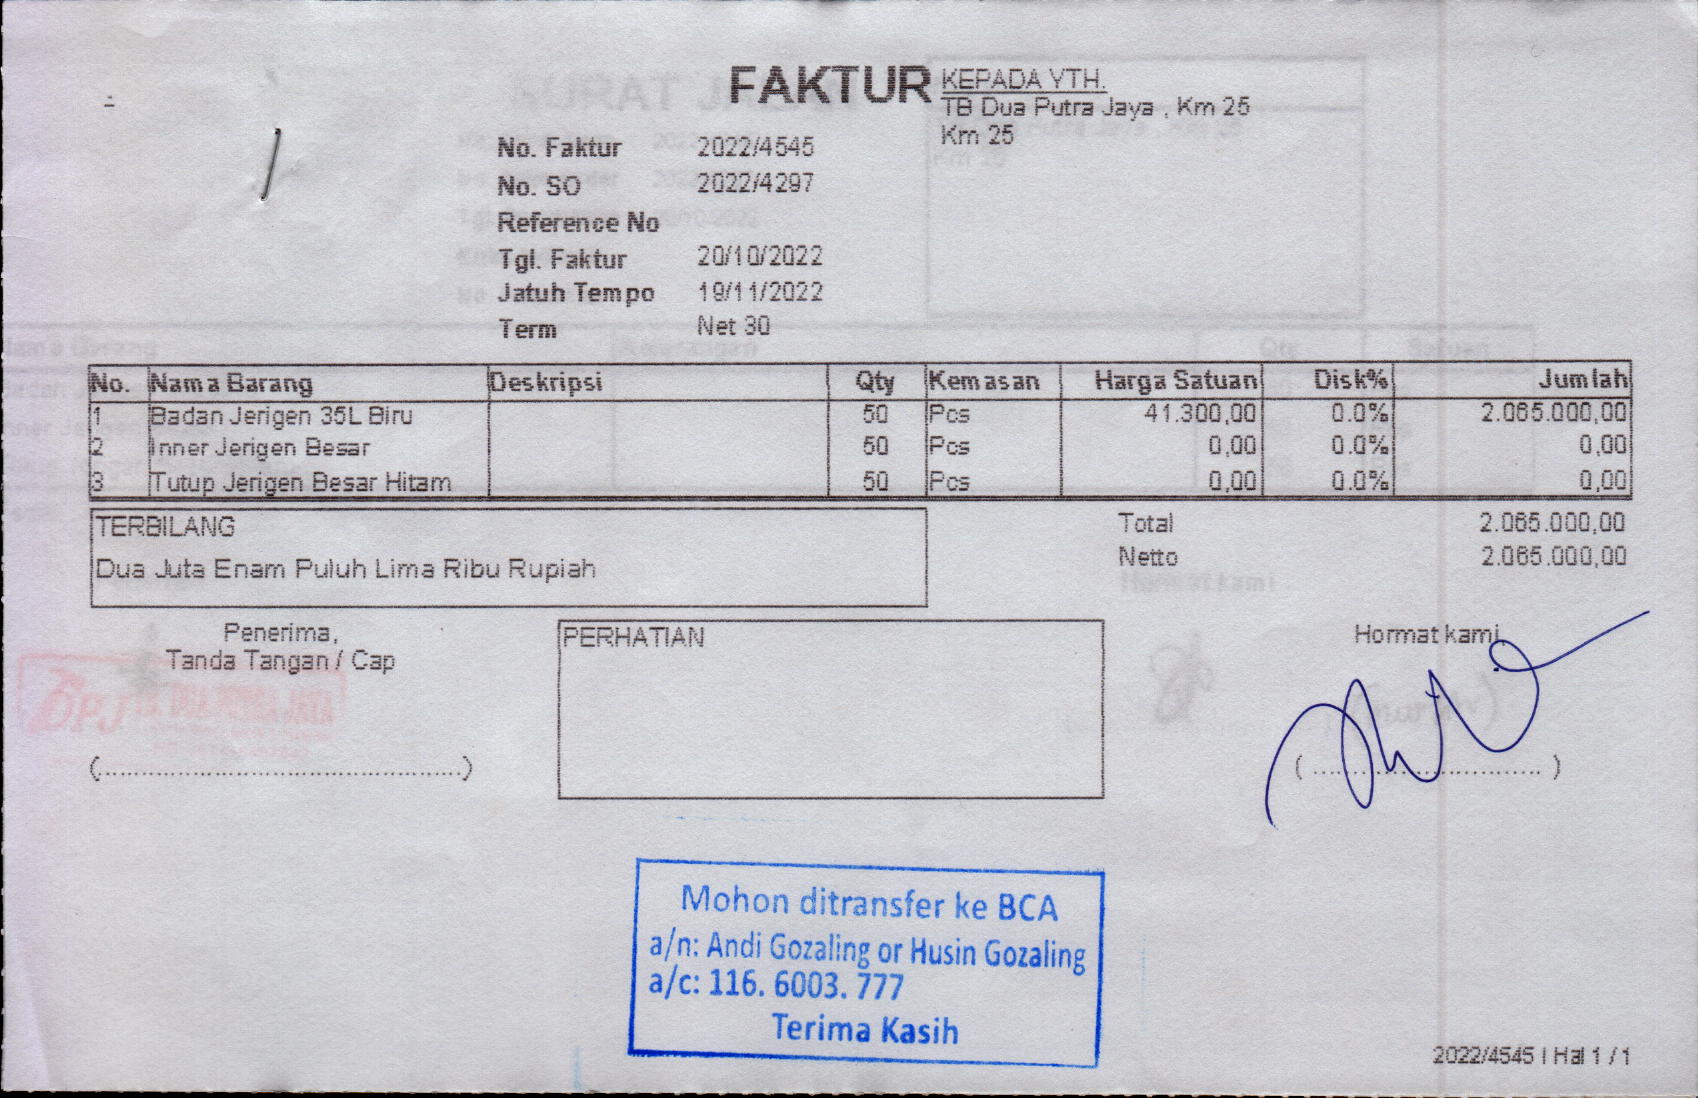 FAKTUR
KEPADA YTH.
TB Dua Putra Jaya , Km 25
Km 25
No. Faktur 2022/4545
No. SO 2022/4297
Reference No
Tgl. Faktur 20/10/2022
Jatuh Tempo 19/11/2022
Term Net 30
No. Nama Barang Deskripsi Qty Kemasan Harga Satuan Disk% Jumlah
1 Badan Jerigen 35L Biru 50 Pcs 41.300,00 0.0% 2.065.000,00
2 Inner Jerigen Besar 50 Pcs 0,00 0.0% 0,00
3 Tutup Jerigen Besar Hitam 50 Pcs 0,00 0.0% 0,00
TERBILANG
Dua Juta Enam Puluh Lima Ribu Rupiah
Total 2.065.000,00
Netto 2.065.000,00
Penerima,
Tanda Tangan / Cap
PERHATIAN
Hormat kami
(................................................)
( ............................... )
Mohon ditransfer ke BCA
a/n: Andi Gozaling or Husin Gozaling
a/c: 116. 6003. 777
Terima Kasih
2022/4545 | Hal 1 / 1